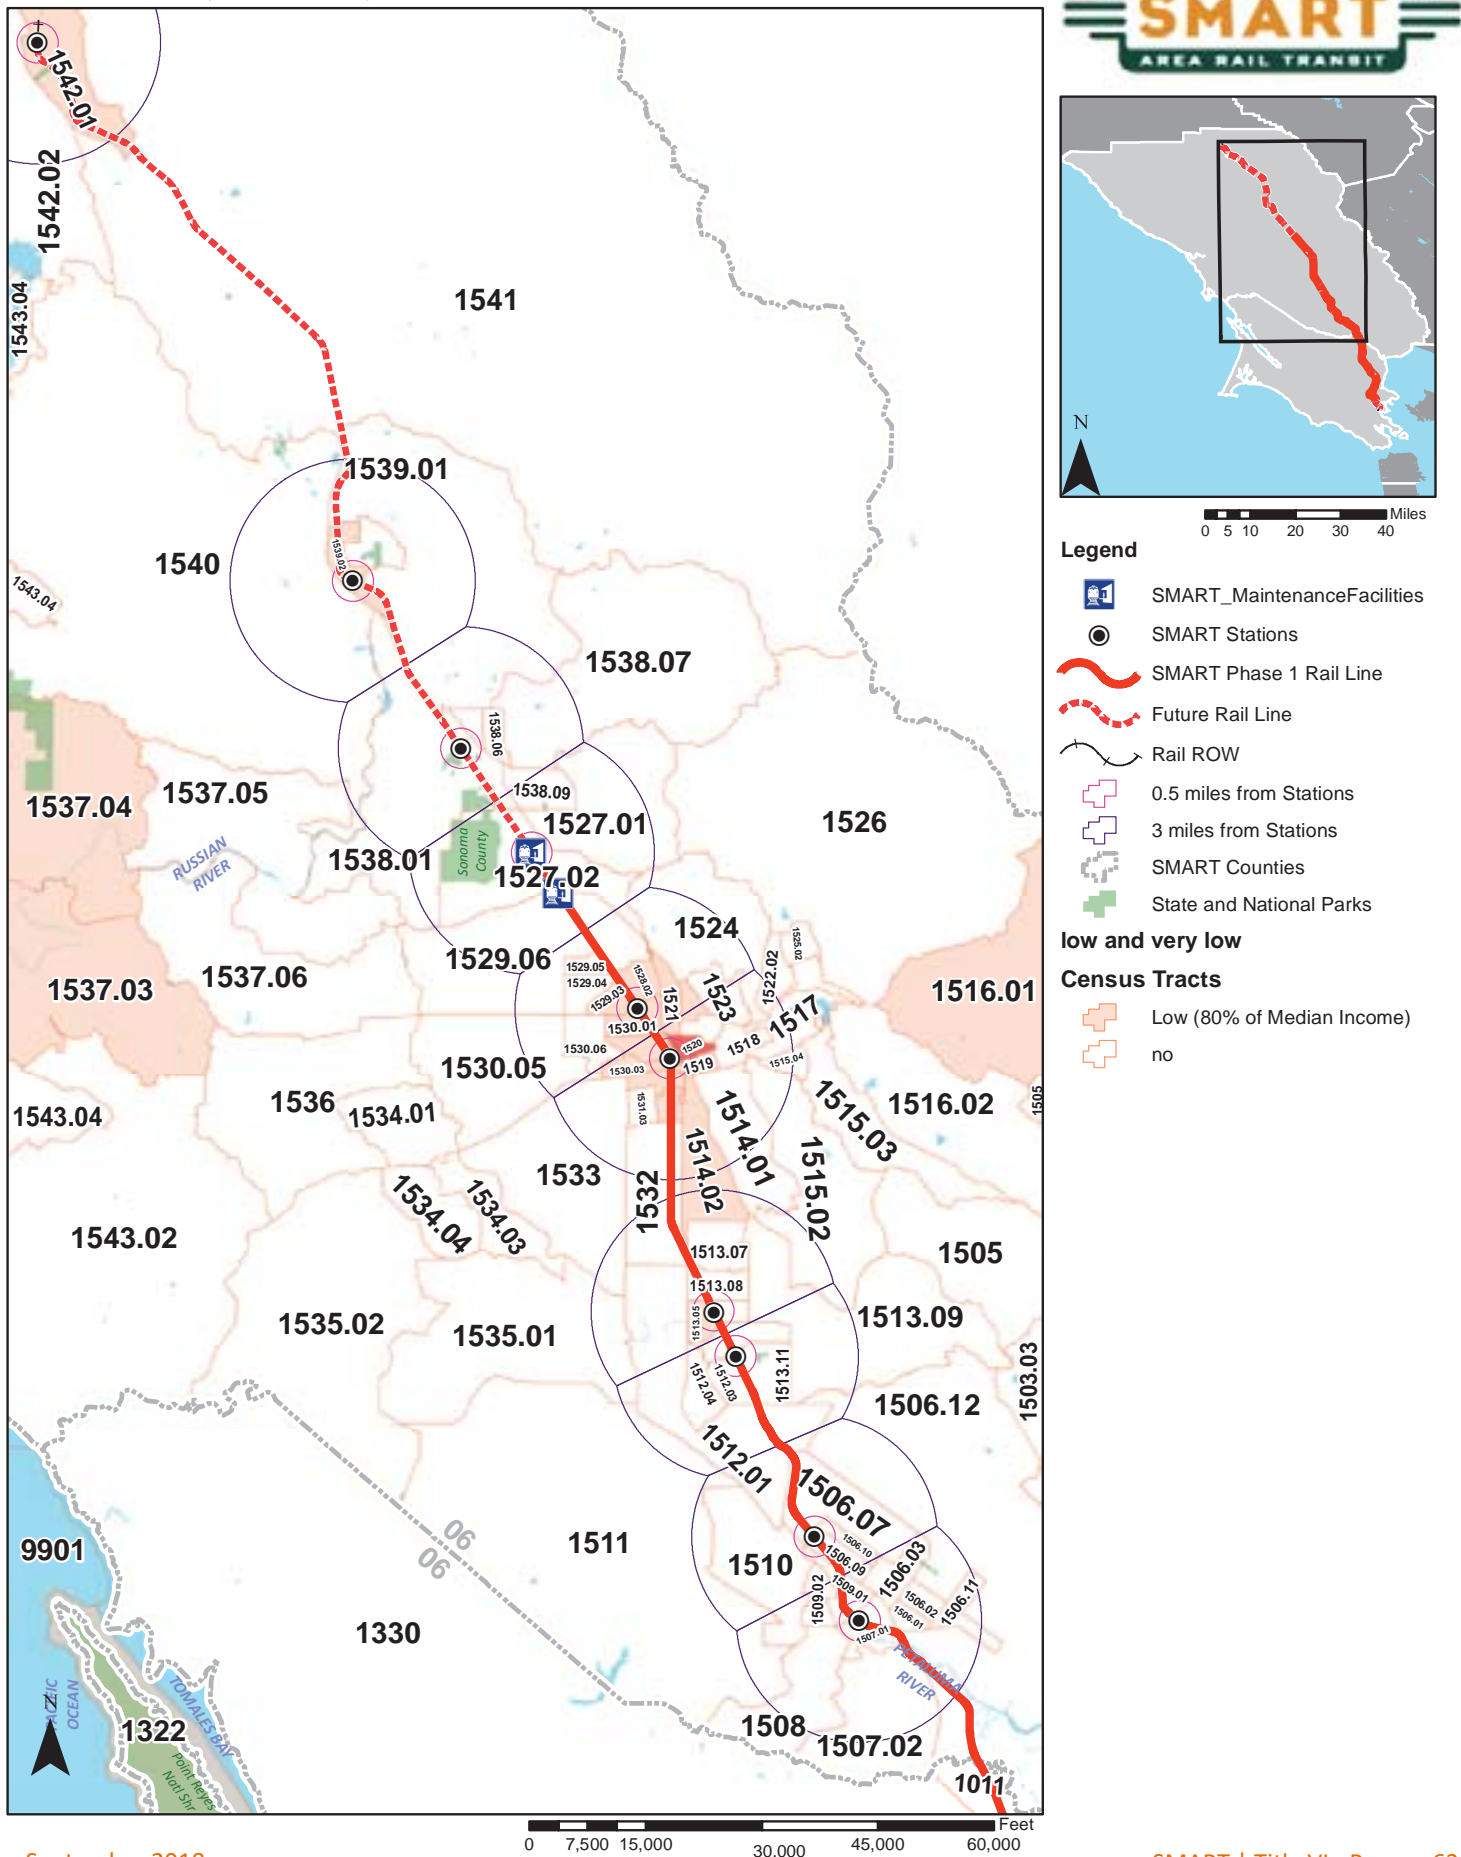 SMART
AREA RAIL TRANSIT
N
Miles
0 5 10 20 30 40
Legend
SMART_MaintenanceFacilities
SMART Stations
SMART Phase 1 Rail Line
Future Rail Line
Rail ROW
0.5 miles from Stations
3 miles from Stations
SMART Counties
State and National Parks
low and very low
Census Tracts
Low (80% of Median Income)
no
1542.01
1542.02
1543.04
1541
1539.01
1540
1539.02
1543.04
1538.07
1538.06
1537.04
1537.05
1538.09
1527.01
1526
RUSSIAN
RIVER
1538.01
Sonoma
County
1527.02
1524
1525.02
1529.06
1529.05
1529.04
1528.02
1522.02
1537.03
1537.06
1529.03
1521
1523
1517
1516.01
1530.01
1530.06
1520
1518
1530.05
1530.03
1519
1515.04
1536
1534.01
1531.03
1514.01
1515.03
1516.02
1505
1543.04
1533
1532
1514.02
1515.02
1534.04
1534.03
1543.02
1513.07
1505
1513.08
1535.02
1535.01
1513.05
1513.09
1512.04
1512.03
1513.11
1506.12
1503.03
1512.01
1506.07
9901
06
06
1511
1510
1506.10
1506.09
1506.03
1509.02
1509.01
1506.02
1506.01
1506.11
1330
1507.01
PETALUMA
RIVER
N
OCEAN
TOMALES BAY
1322
Point Reyes
Natl Shr
1508
1507.02
1011
Feet
0 7,500 15,000 30,000 45,000 60,000